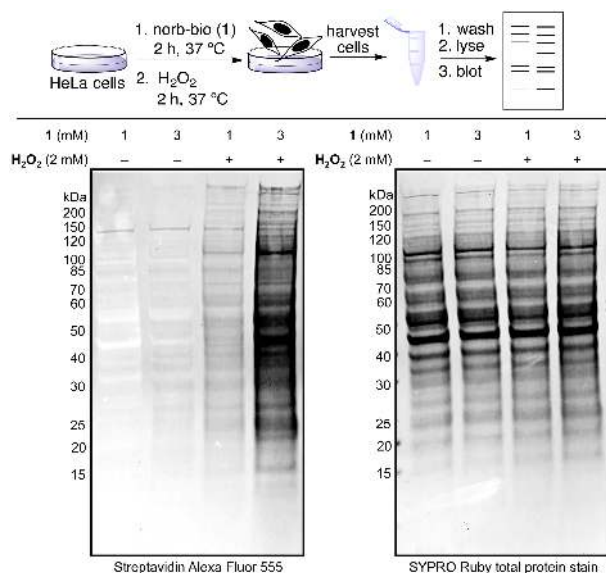 1. norb-bio (1)
2 h, 37 ºC
2. H2O2
2 h, 37 ºC
HeLa cells
harvest
cells
1. wash
2. lyse
3. blot
1 (mM) 1 3 1 3
H2O2 (2 mM) – – + +
kDa
200
150
120
100
85
70
60
50
40
30
25
20
15
Streptavidin Alexa Fluor 555
1 (mM) 1 3 1 3
H2O2 (2 mM) – – + +
kDa
200
150
120
100
85
70
60
50
40
30
25
20
15
SYPRO Ruby total protein stain